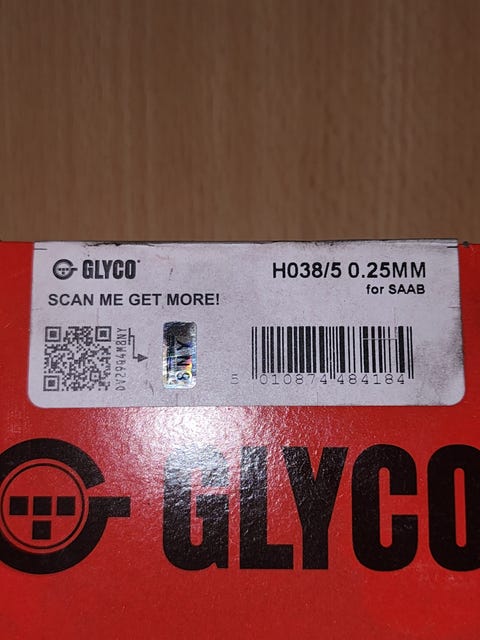 GLYCO
H038/5 0.25MM
for SAAB
SCAN ME GET MORE!
5 010874 484184
GLYCO